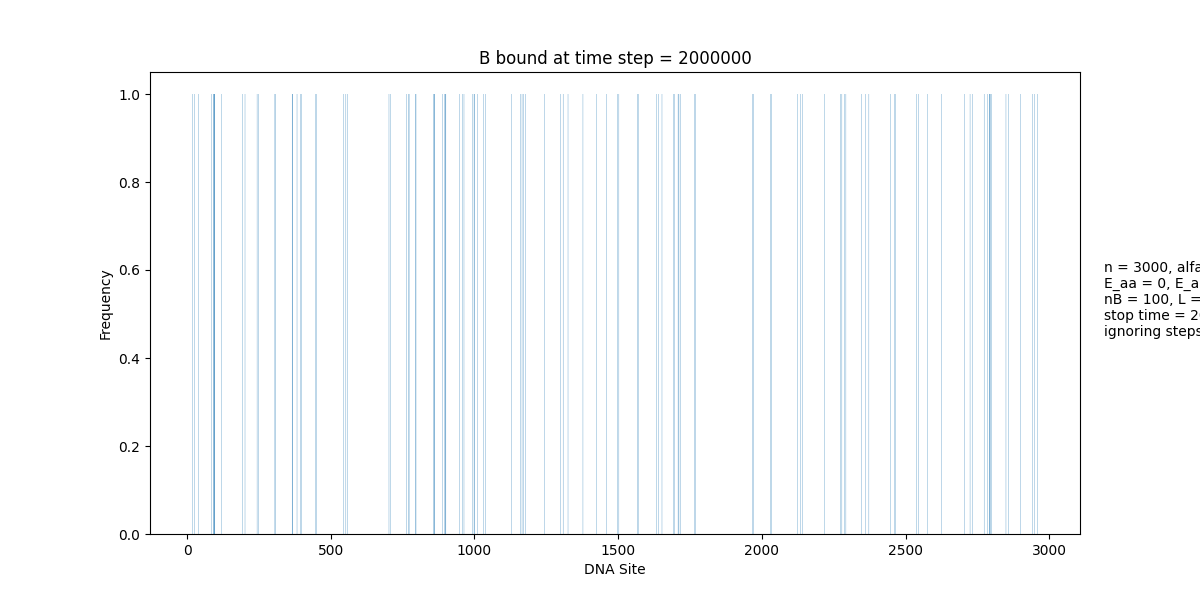 B bound at time step = 2000000
1.0
0.8
0.6
0.4
0.2
0.0
Frequency
0 500 1000 1500 2000 2500 3000
DNA Site
n = 3000, alfa
E_aa = 0, E_a
nB = 100, L =
stop time = 2
ignoring steps